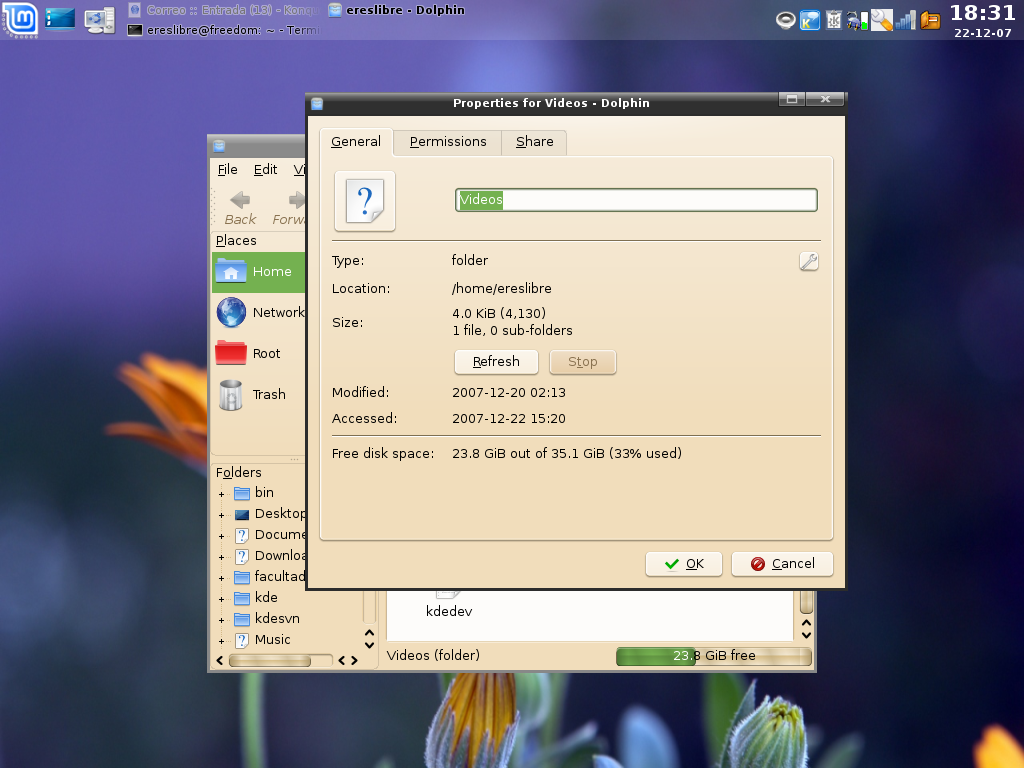 Correo :: Entrada (13) - Konqu
ereslibre - Dolphin
ereslibre@freedom: ~ - Termi
18:31
22-12-07
Properties for Videos - Dolphin
General
Permissions
Share
?
Videos
Type:
folder
Location:
/home/ereslibre
Size:
4.0 KiB (4,130)
1 file, 0 sub-folders
Refresh
Stop
Modified:
2007-12-20 02:13
Accessed:
2007-12-22 15:20
Free disk space:
23.8 GiB out of 35.1 GiB (33% used)
OK
Cancel
File
Edit
Vi
Back
Forw
Places
Home
Network
Root
Trash
Folders
bin
Desktop
Docume
Downloa
facultad
kde
kdesvn
Music
kdedev
Videos (folder)
23.8 GiB free